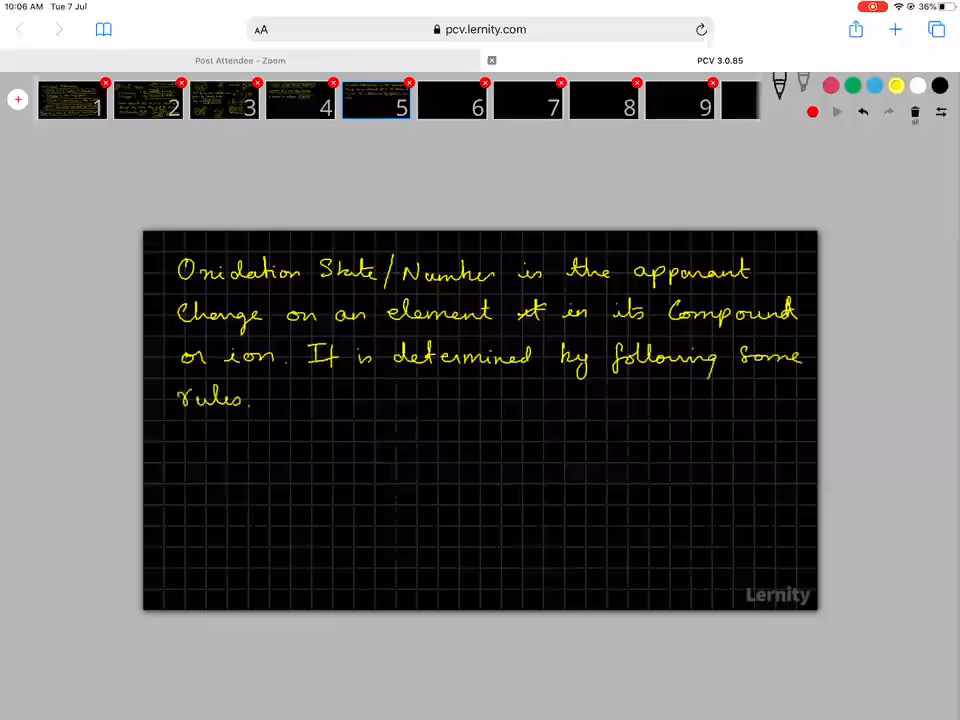 10:06 AM Tue 7 Jul
36%
AA
pcv.lernity.com
Post Attendee - Zoom
PCV 3.0.85
1 2 3 4 5 6 7 8 9
all
Oxidation State/Number is the apparant
Charge on an element it in its Compound
or ion. It is determined by following some
rules.
Lernity